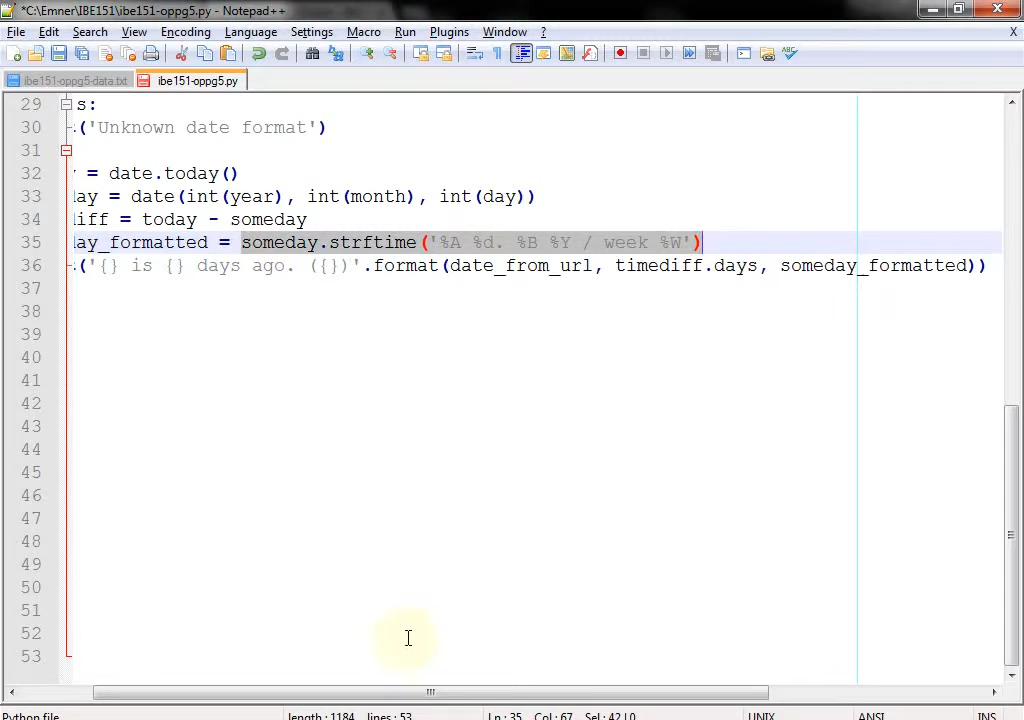 *C:\Emner\IBE151\ibe151-oppg5.py - Notepad++
File Edit Search View Encoding Language Settings Macro Run Plugins Window ? X
ibe151-oppg5-data.txt ibe151-oppg5.py
29 s:
30 ('Unknown date format')
31
32 = date.today()
33 lay = date(int(year), int(month), int(day))
34 diff = today - someday
35 lay_formatted = someday.strftime('%A %d. %B %Y / week %W')
36 ('{} is {} days ago. ({})'.format(date_from_url, timediff.days, someday_formatted))
37
38
39
40
41
42
43
44
45
46
47
48
49
50
51
52
53
Python file length : 1184 lines : 53 Ln : 35 Col : 67 Sel : 42 | 0 UNIX ANSI INS